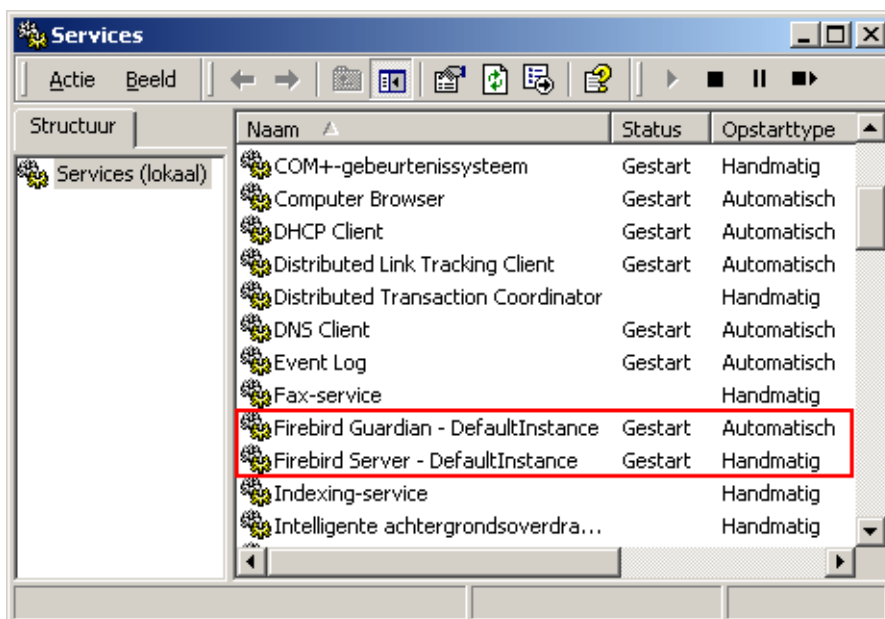 Services
Actie Beeld
Structuur
Services (lokaal)
Naam Status Opstarttype
COM+-gebeurtenissysteem Gestart Handmatig
Computer Browser Gestart Automatisch
DHCP Client Gestart Automatisch
Distributed Link Tracking Client Gestart Automatisch
Distributed Transaction Coordinator Handmatig
DNS Client Gestart Automatisch
Event Log Gestart Automatisch
Fax-service Handmatig
Firebird Guardian - DefaultInstance Gestart Automatisch
Firebird Server - DefaultInstance Gestart Handmatig
Indexing-service Handmatig
Intelligente achtergrondsoverdra... Handmatig